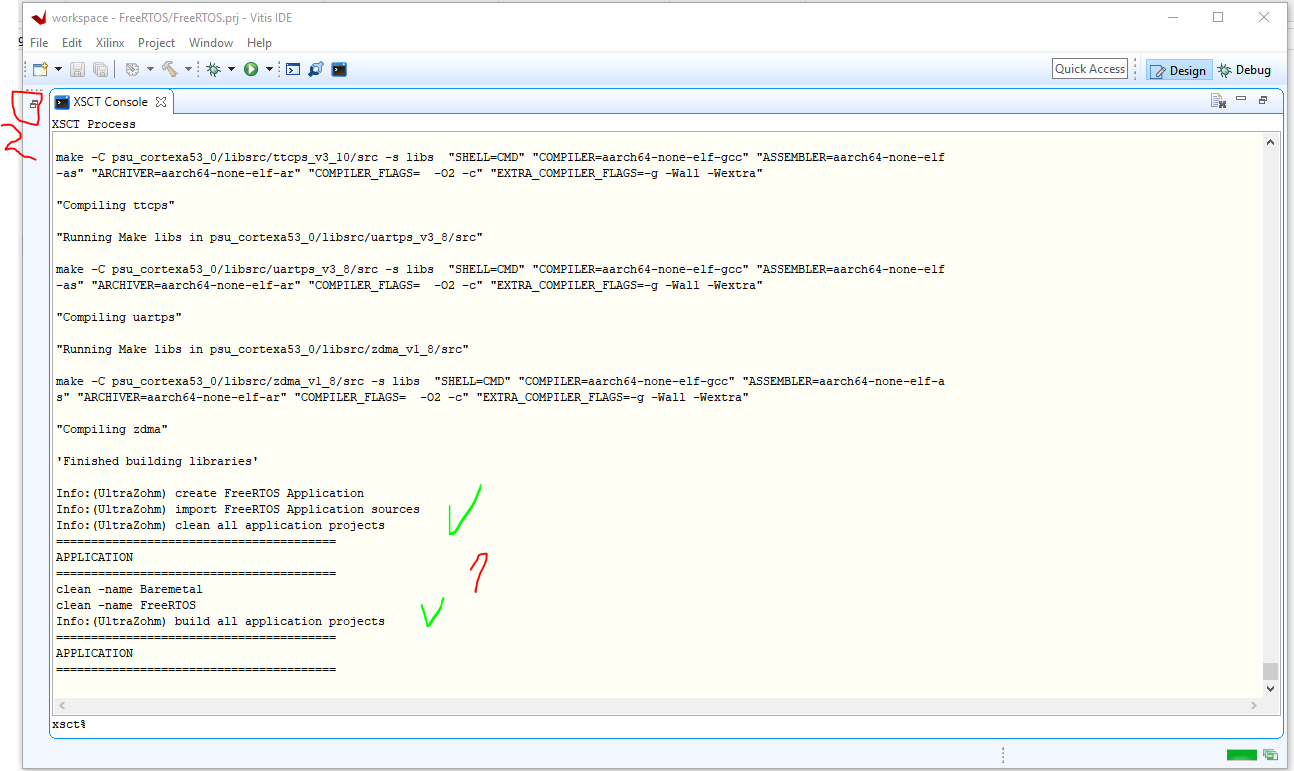 workspace - FreeRTOS/FreeRTOS.prj - Vitis IDE
File Edit Xilinx Project Window Help
Quick Access
Design
Debug
XSCT Console
XSCT Process
2
make -C psu_cortexa53_0/libsrc/ttcps_v3_10/src -s libs  "SHELL=CMD" "COMPILER=aarch64-none-elf-gcc" "ASSEMBLER=aarch64-none-elf
-as" "ARCHIVER=aarch64-none-elf-ar" "COMPILER_FLAGS=  -O2 -c" "EXTRA_COMPILER_FLAGS=-g -Wall -Wextra"
"Compiling ttcps"
"Running Make libs in psu_cortexa53_0/libsrc/uartps_v3_8/src"
make -C psu_cortexa53_0/libsrc/uartps_v3_8/src -s libs  "SHELL=CMD" "COMPILER=aarch64-none-elf-gcc" "ASSEMBLER=aarch64-none-elf
-as" "ARCHIVER=aarch64-none-elf-ar" "COMPILER_FLAGS=  -O2 -c" "EXTRA_COMPILER_FLAGS=-g -Wall -Wextra"
"Compiling uartps"
"Running Make libs in psu_cortexa53_0/libsrc/zdma_v1_8/src"
make -C psu_cortexa53_0/libsrc/zdma_v1_8/src -s libs  "SHELL=CMD" "COMPILER=aarch64-none-elf-gcc" "ASSEMBLER=aarch64-none-elf-a
s" "ARCHIVER=aarch64-none-elf-ar" "COMPILER_FLAGS=  -O2 -c" "EXTRA_COMPILER_FLAGS=-g -Wall -Wextra"
"Compiling zdma"
'Finished building libraries'
Info:(UltraZohm) create FreeRTOS Application
Info:(UltraZohm) import FreeRTOS Application sources
Info:(UltraZohm) clean all application projects
========================================
APPLICATION
========================================
clean -name Baremetal
clean -name FreeRTOS
Info:(UltraZohm) build all application projects
========================================
APPLICATION
========================================
xsct%